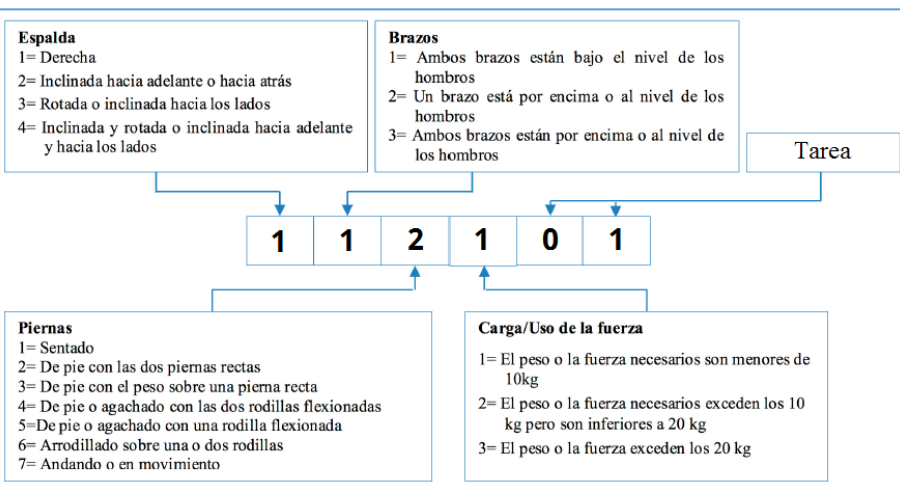 Espalda
1= Derecha
2= Inclinada hacia adelante o hacia atrás
3= Rotada o inclinada hacia los lados
4= Inclinada y rotada o inclinada hacia adelante
y hacia los lados
Brazos
1= Ambos brazos están bajo el nivel de los
hombros
2= Un brazo está por encima o al nivel de los
hombros
3= Ambos brazos están por encima o al nivel de
los hombros
Tarea
1 1 2 1 0 1
Piernas
1= Sentado
2= De pie con las dos piernas rectas
3= De pie con el peso sobre una pierna recta
4= De pie o agachado con las dos rodillas flexionadas
5=De pie o agachado con una rodilla flexionada
6= Arrodillado sobre una o dos rodillas
7= Andando o en movimiento
Carga/Uso de la fuerza
1= El peso o la fuerza necesarios son menores de
10kg
2= El peso o la fuerza necesarios exceden los 10
kg pero son inferiores a 20 kg
3= El peso o la fuerza exceden los 20 kg